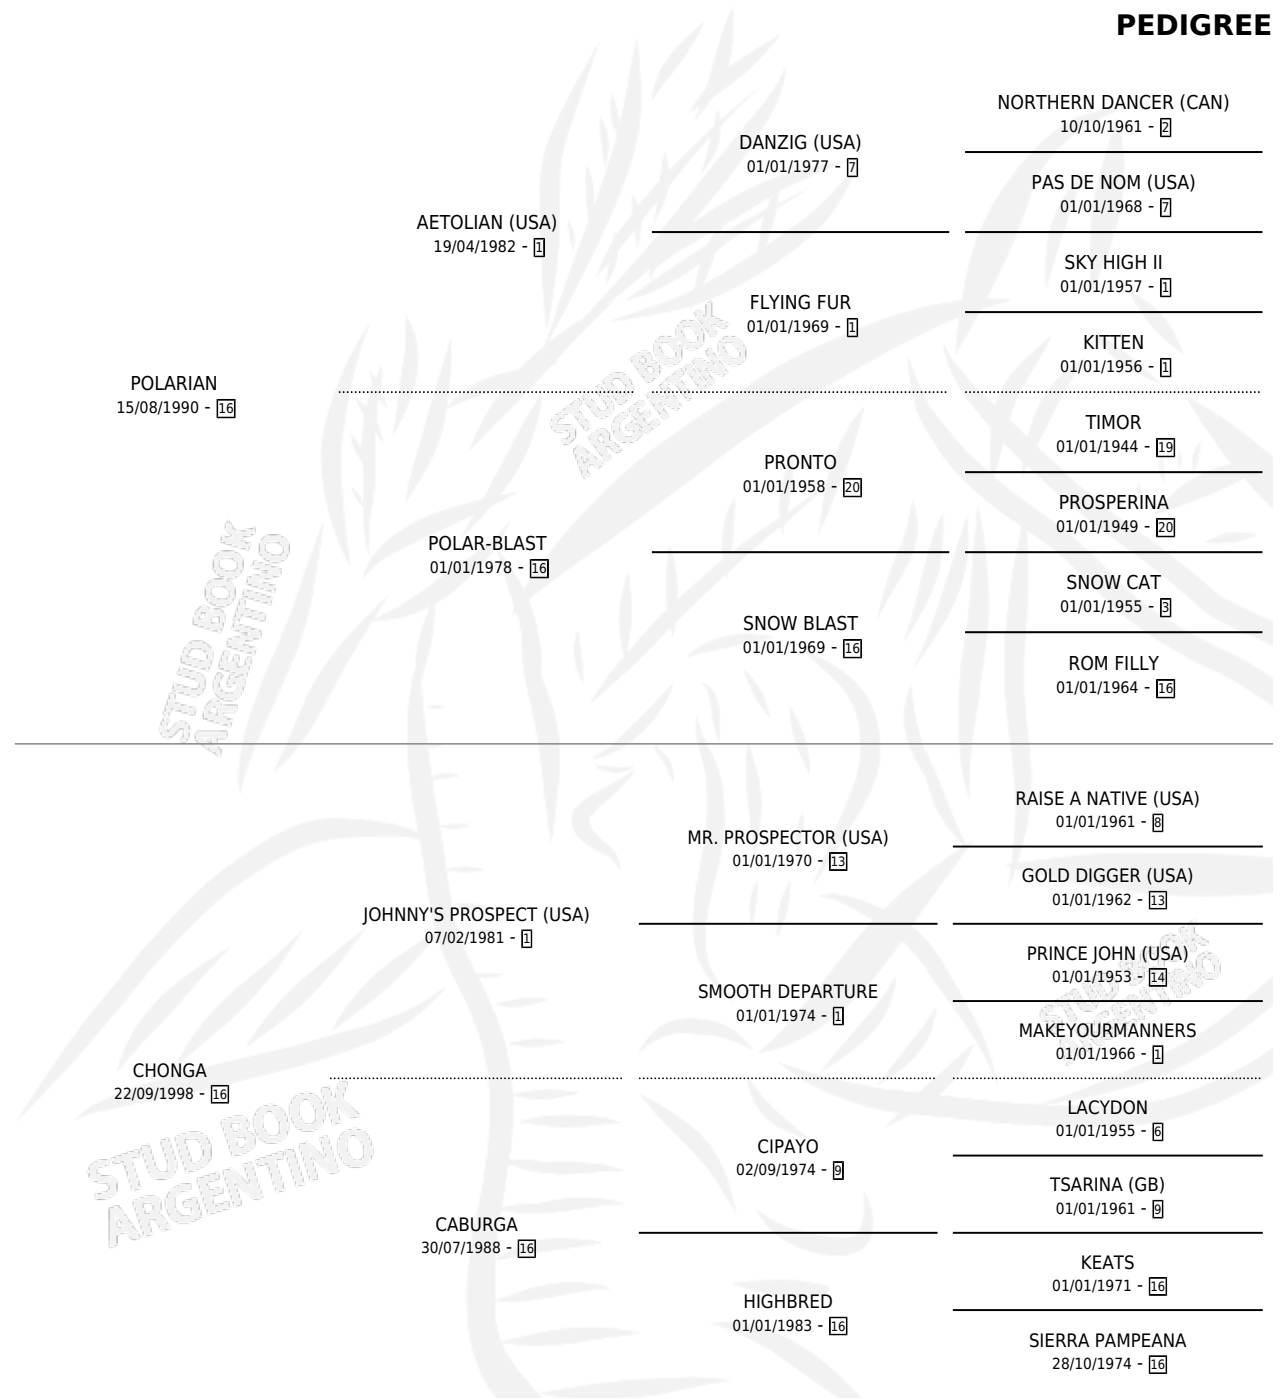 PEDIGREE
NORTHERN DANCER (CAN)
10/10/1961 - 2
DANZIG (USA)
01/01/1977 - 7
PAS DE NOM (USA)
01/01/1968 - 7
AETOLIAN (USA)
19/04/1982 - 1
SKY HIGH II
01/01/1957 - 1
FLYING FUR
01/01/1969 - 1
KITTEN
01/01/1956 - 1
POLARIAN
15/08/1990 - 16
TIMOR
01/01/1944 - 19
PRONTO
01/01/1958 - 20
PROSPERINA
01/01/1949 - 20
POLAR-BLAST
01/01/1978 - 16
SNOW CAT
01/01/1955 - 3
SNOW BLAST
01/01/1969 - 16
ROM FILLY
01/01/1964 - 16
RAISE A NATIVE (USA)
01/01/1961 - 8
MR. PROSPECTOR (USA)
01/01/1970 - 13
GOLD DIGGER (USA)
01/01/1962 - 13
JOHNNY'S PROSPECT (USA)
07/02/1981 - 1
PRINCE JOHN (USA)
01/01/1953 - 14
SMOOTH DEPARTURE
01/01/1974 - 1
MAKEYOURMANNERS
01/01/1966 - 1
CHONGA
22/09/1998 - 16
LACYDON
01/01/1955 - 6
CIPAYO
02/09/1974 - 9
TSARINA (GB)
01/01/1961 - 9
CABURGA
30/07/1988 - 16
KEATS
01/01/1971 - 16
HIGHBRED
01/01/1983 - 16
SIERRA PAMPEANA
28/10/1974 - 16
STUD BOOK
ARGENTINO
STUD BOOK
ARGENTINO
STUD BOOK
ARGENTINO
STUD BOOK
ARGENTINO